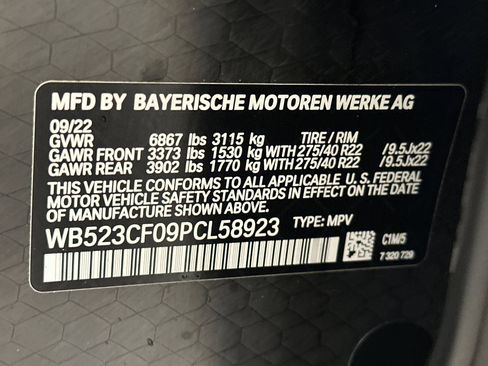 MFD BY BAYERISCHE MOTOREN WERKE AG
09/22
GVWR 6867 lbs 3115 kg TIRE / RIM
GAWR FRONT 3373 lbs 1530 kg WITH 275/40 R22 /9.5Jx22
GAWR REAR 3902 lbs 1770 kg WITH 275/40 R22 /9.5Jx22
THIS VEHICLE CONFORMS TO ALL APPLICABLE U.S. FEDERAL
MOTOR VEHICLE SAFETY STANDARDS IN EFFECT ON THE
DATE OF MANUFACTURE SHOWN ABOVE.
WB523CF09PCL58923 TYPE: MPV
C1M/5
7 320 729